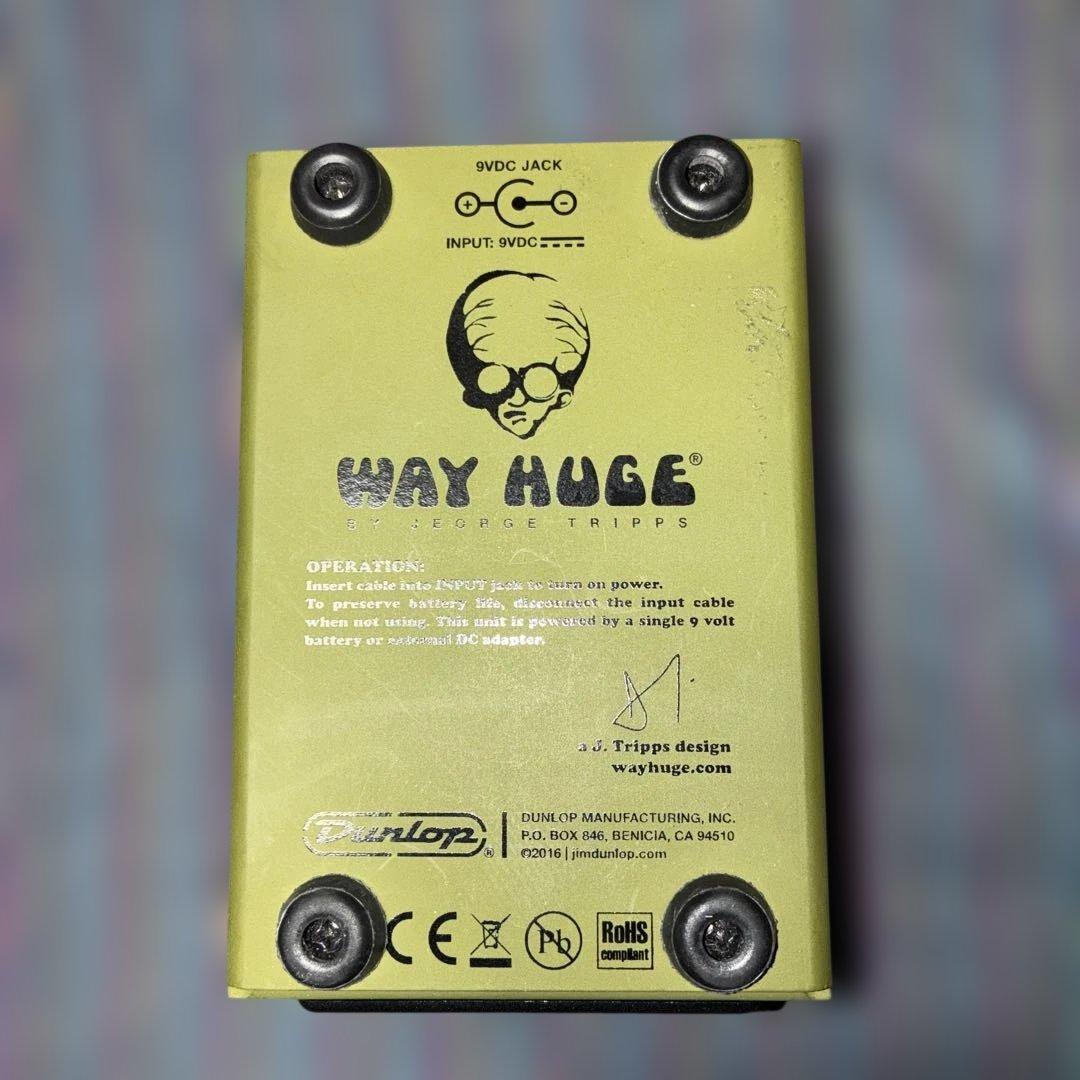 9VDC JACK
+ -
INPUT: 9VDC
WAY HUGE®
BY JEORGE TRIPPS
OPERATION:
Insert cable into INPUT jack to turn on power.
To preserve battery life, disconnect the input cable
when not using. This unit is powered by a single 9 volt
battery or external DC adapter.
a J. Tripps design
wayhuge.com
Dunlop®
DUNLOP MANUFACTURING, INC.
P.O. BOX 846, BENICIA, CA 94510
©2016 | jimdunlop.com
CE Pb RoHS
compliant